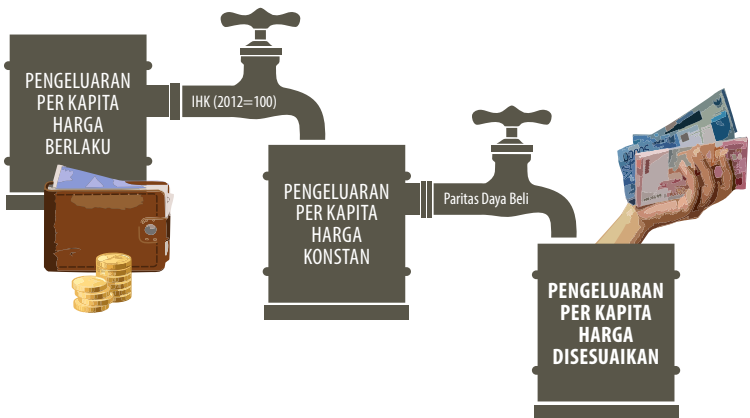 PENGELUARAN
PER KAPITA
HARGA
BERLAKU
IHK (2012=100)
PENGELUARAN
PER KAPITA
HARGA
KONSTAN
Paritas Daya Beli
PENGELUARAN
PER KAPITA
HARGA
DISESUAIKAN